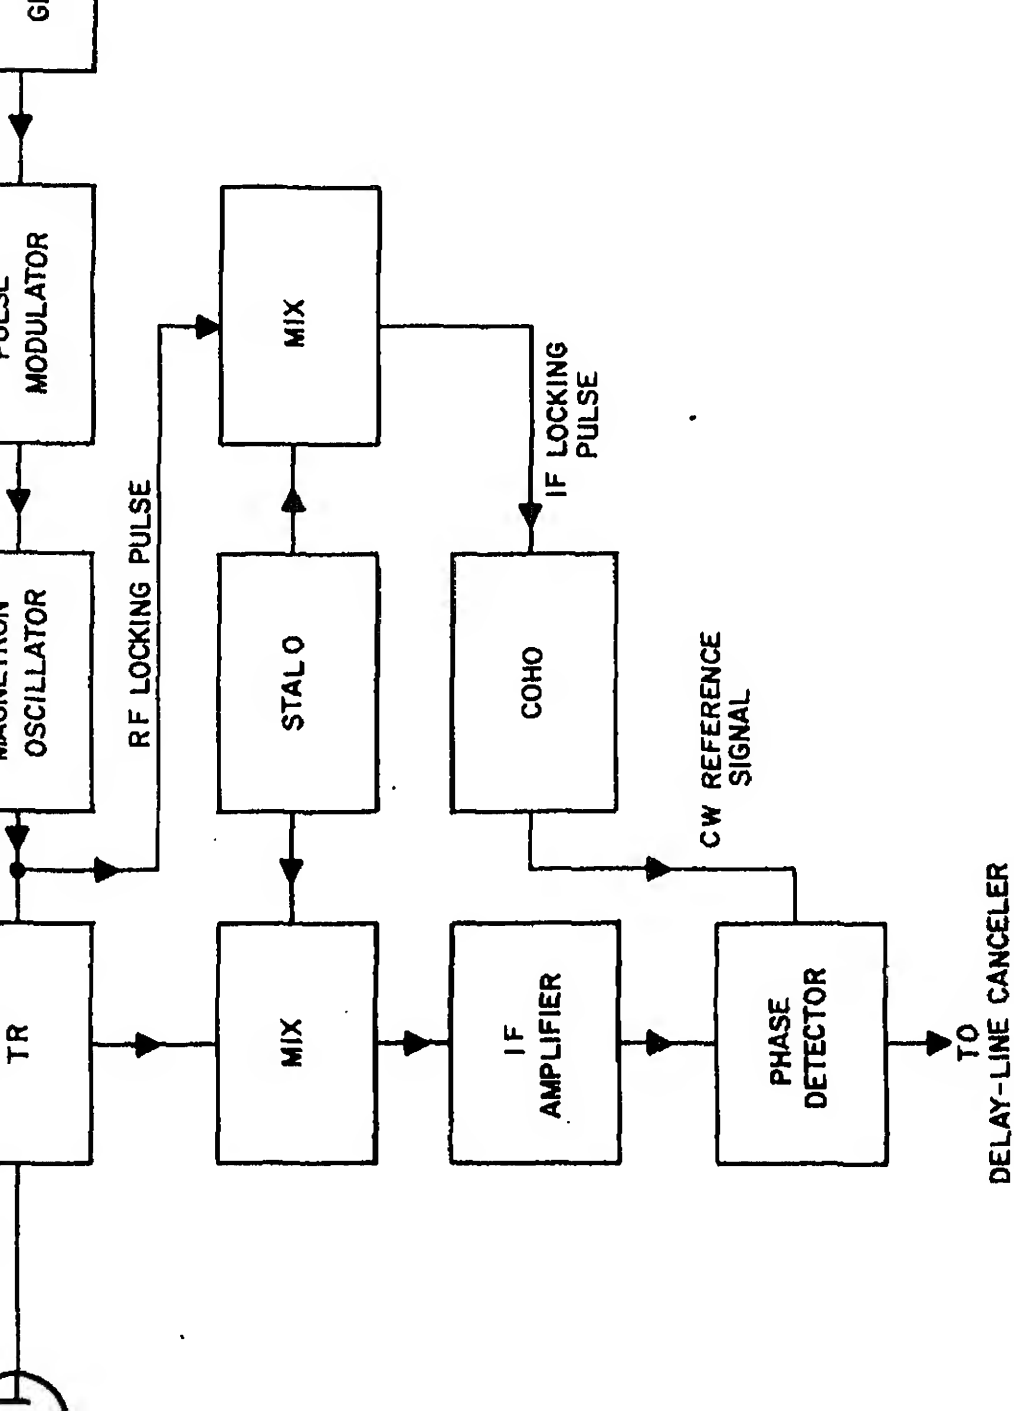 MODULATOR
OSCILLATOR
RF LOCKING PULSE
TR
MIX
STALO
MIX
IF LOCKING
PULSE
COHO
IF
AMPLIFIER
CW REFERENCE
SIGNAL
PHASE
DETECTOR
TO
DELAY-LINE CANCELER